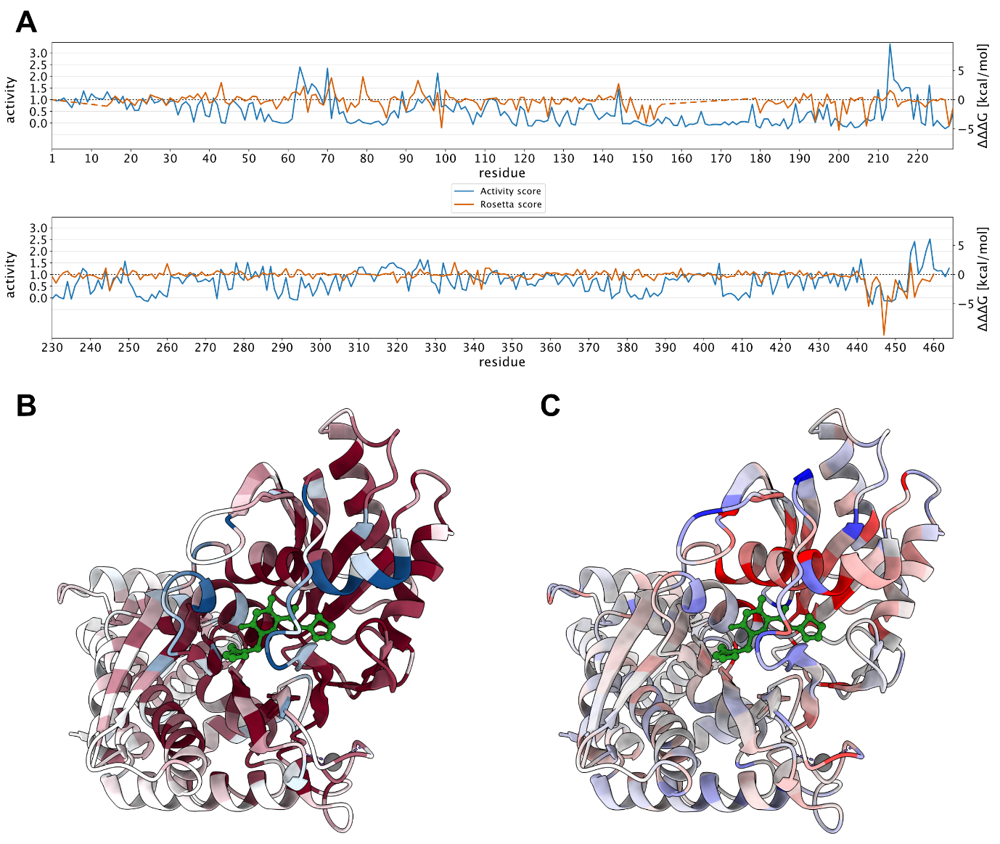 A
activity
3.0
2.5
2.0
1.5
1.0
0.5
0.0
5
0
−5
ΔΔΔG [kcal/mol]
1 10 20 30 40 50 60 70 80 90 100 110 120 130 140 150 160 170 180 190 200 210 220
residue
Activity score
Rosetta score
activity
3.0
2.5
2.0
1.5
1.0
0.5
0.0
5
0
−5
ΔΔΔG [kcal/mol]
230 240 250 260 270 280 290 300 310 320 330 340 350 360 370 380 390 400 410 420 430 440 450 460
residue
B C